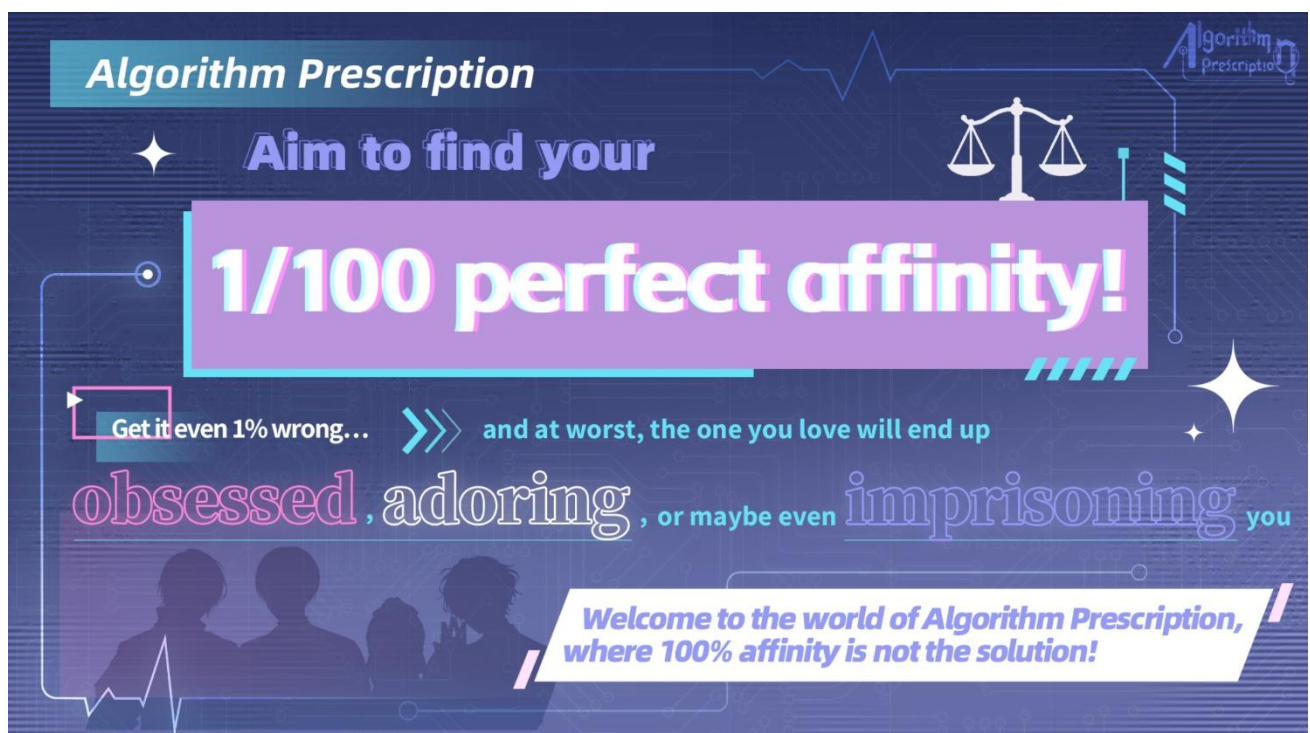 Algorithm Prescription
Algorithm
Prescription
Aim to find your
1/100 perfect affinity!
Get it even 1% wrong... and at worst, the one you love will end up
obsessed, adoring, or maybe even imprisoning you
Welcome to the world of Algorithm Prescription,
where 100% affinity is not the solution!